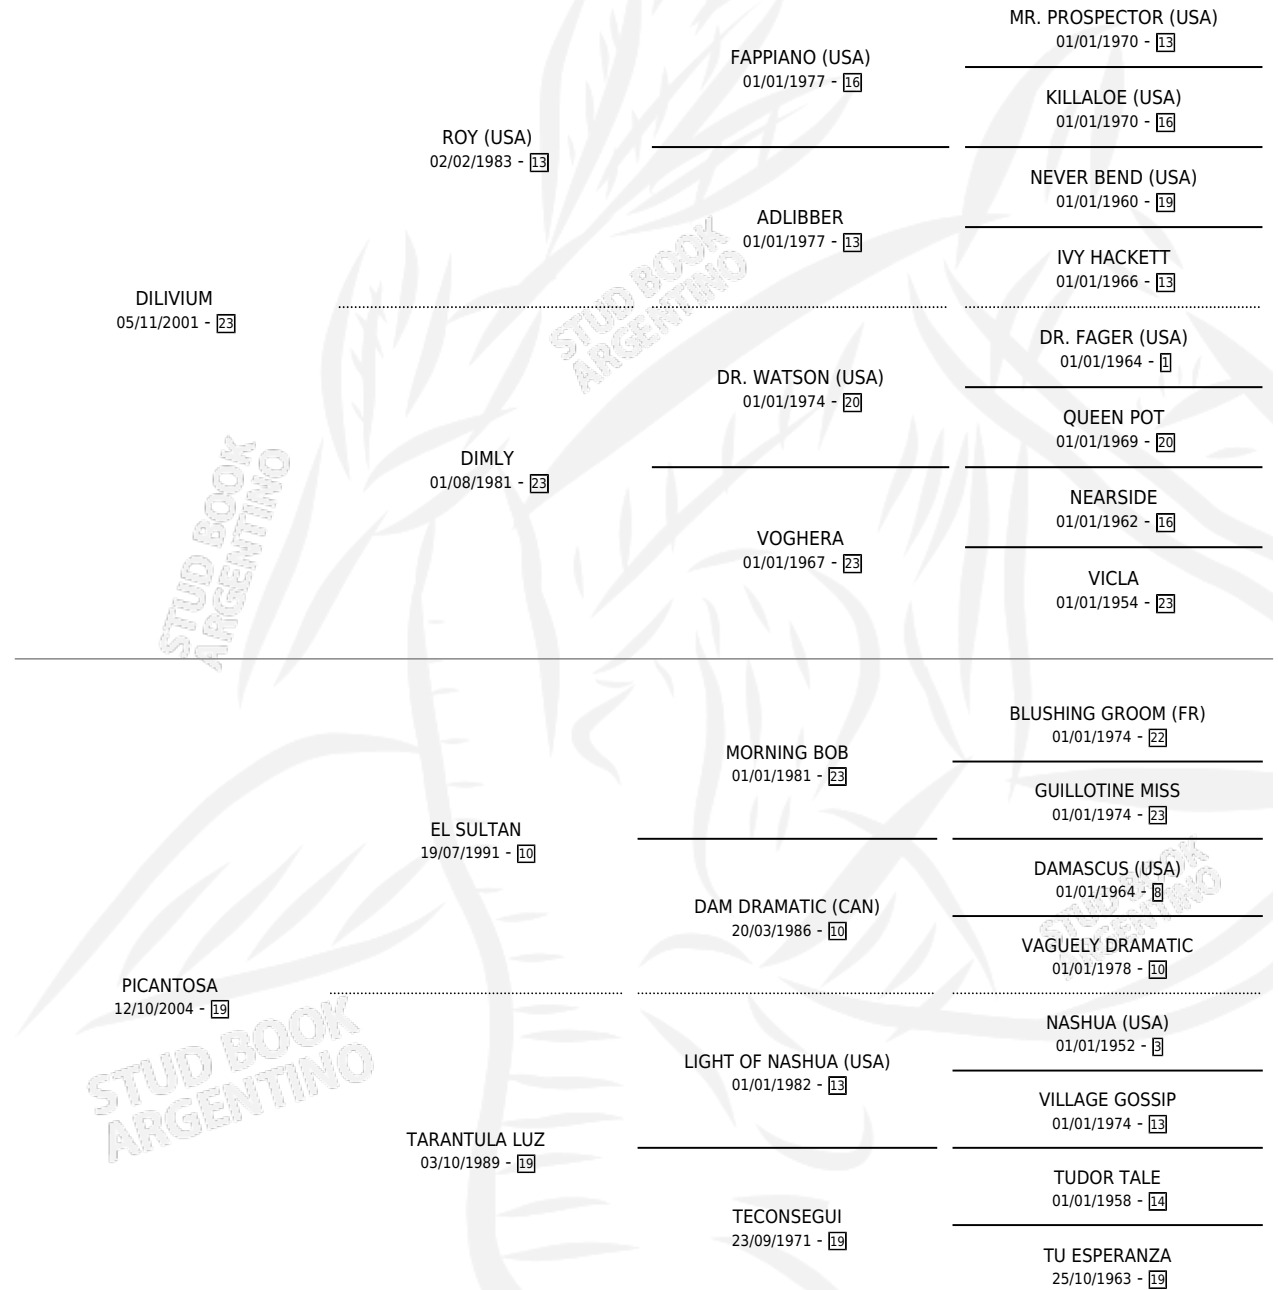 MR. PROSPECTOR (USA)
01/01/1970 - 13
FAPPIANO (USA)
01/01/1977 - 16
KILLALOE (USA)
01/01/1970 - 16
ROY (USA)
02/02/1983 - 13
NEVER BEND (USA)
01/01/1960 - 19
ADLIBBER
01/01/1977 - 13
IVY HACKETT
01/01/1966 - 13
DILIVIUM
05/11/2001 - 23
STUD BOOK
ARGENTINO
DR. FAGER (USA)
01/01/1964 - 1
DR. WATSON (USA)
01/01/1974 - 20
QUEEN POT
01/01/1969 - 20
DIMLY
01/08/1981 - 23
NEARSIDE
01/01/1962 - 16
VOGHERA
01/01/1967 - 23
VICLA
01/01/1954 - 23
STUD BOOK
ARGENTINO
BLUSHING GROOM (FR)
01/01/1974 - 22
MORNING BOB
01/01/1981 - 23
GUILLOTINE MISS
01/01/1974 - 23
EL SULTAN
19/07/1991 - 10
DAMASCUS (USA)
01/01/1964 - 8
DAM DRAMATIC (CAN)
20/03/1986 - 10
VAGUELY DRAMATIC
01/01/1978 - 10
STUD BOOK
ARGENTINO
PICANTOSA
12/10/2004 - 19
NASHUA (USA)
01/01/1952 - 3
LIGHT OF NASHUA (USA)
01/01/1982 - 13
VILLAGE GOSSIP
01/01/1974 - 13
STUD BOOK
ARGENTINO
TARANTULA LUZ
03/10/1989 - 19
TUDOR TALE
01/01/1958 - 14
TECONSEGUI
23/09/1971 - 19
TU ESPERANZA
25/10/1963 - 19